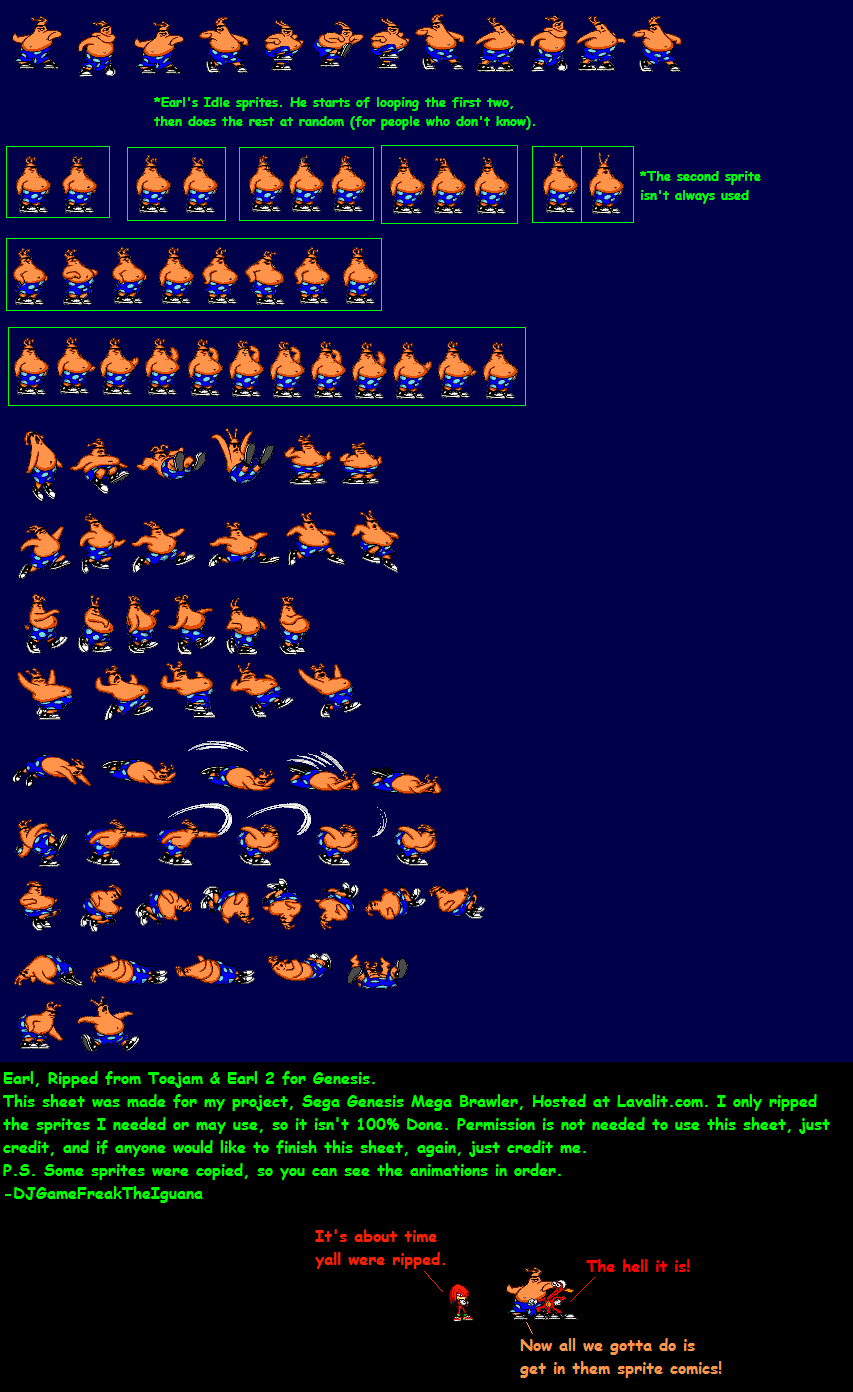 *Earl's Idle sprites. He starts of looping the first two,
then does the rest at random (for people who don't know).
*The second sprite
isn't always used
Earl, Ripped from Toejam & Earl 2 for Genesis.
This sheet was made for my project, Sega Genesis Mega Brawler, Hosted at Lavalit.com. I only ripped
the sprites I needed or may use, so it isn't 100% Done. Permission is not needed to use this sheet, just
credit, and if anyone would like to finish this sheet, again, just credit me.
P.S. Some sprites were copied, so you can see the animations in order.
-DJGameFreakTheIguana
It's about time
yall were ripped.
The hell it is!
Now all we gotta do is
get in them sprite comics!